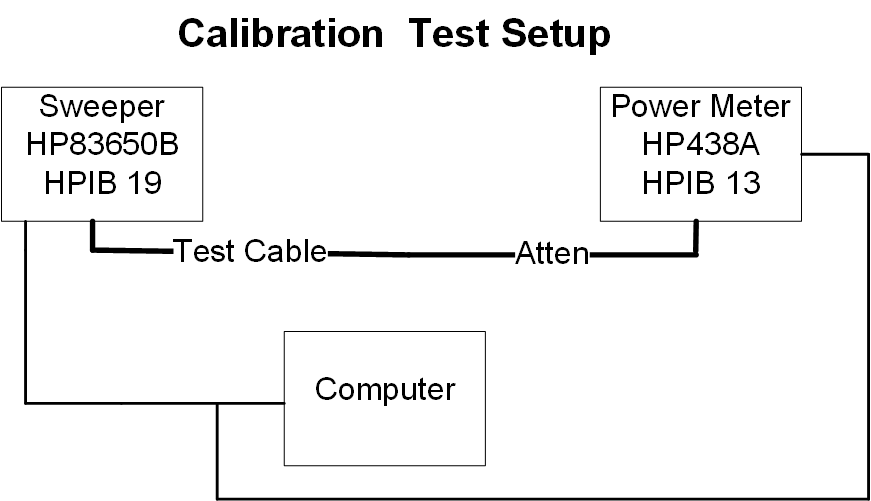 Calibration  Test Setup
Sweeper
HP83650B
HPIB 19
Power Meter
HP438A
HPIB 13
Test Cable
Atten
Computer